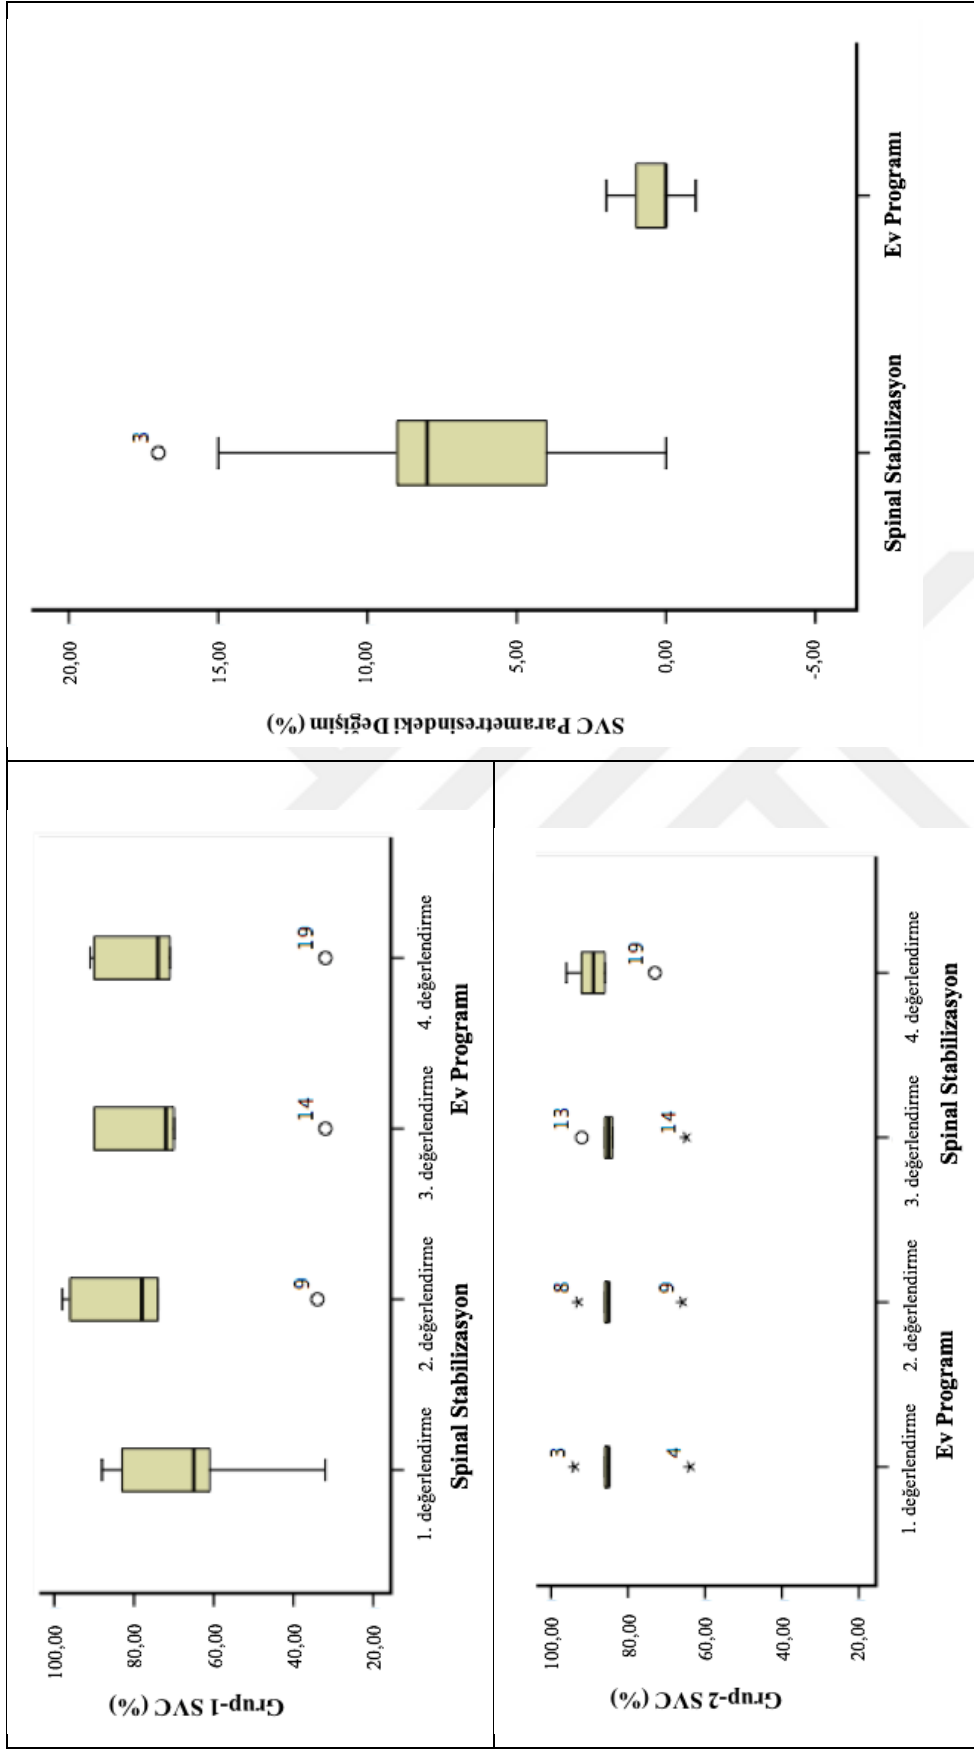 Grup-1 SVC (%)
100,00
80,00
60,00
40,00
20,00
9
14
19
1. değerlendirme
2. değerlendirme
3. değerlendirme
4. değerlendirme
Spinal Stabilizasyon
Ev Programı
Grup-2 SVC (%)
100,00
80,00
60,00
40,00
20,00
3
4
8
9
13
14
19
1. değerlendirme
2. değerlendirme
3. değerlendirme
4. değerlendirme
Ev Programı
Spinal Stabilizasyon
SVC Parametresindeki Değişim (%)
20,00
15,00
10,00
5,00
0,00
-5,00
3
Spinal Stabilizasyon
Ev Programı